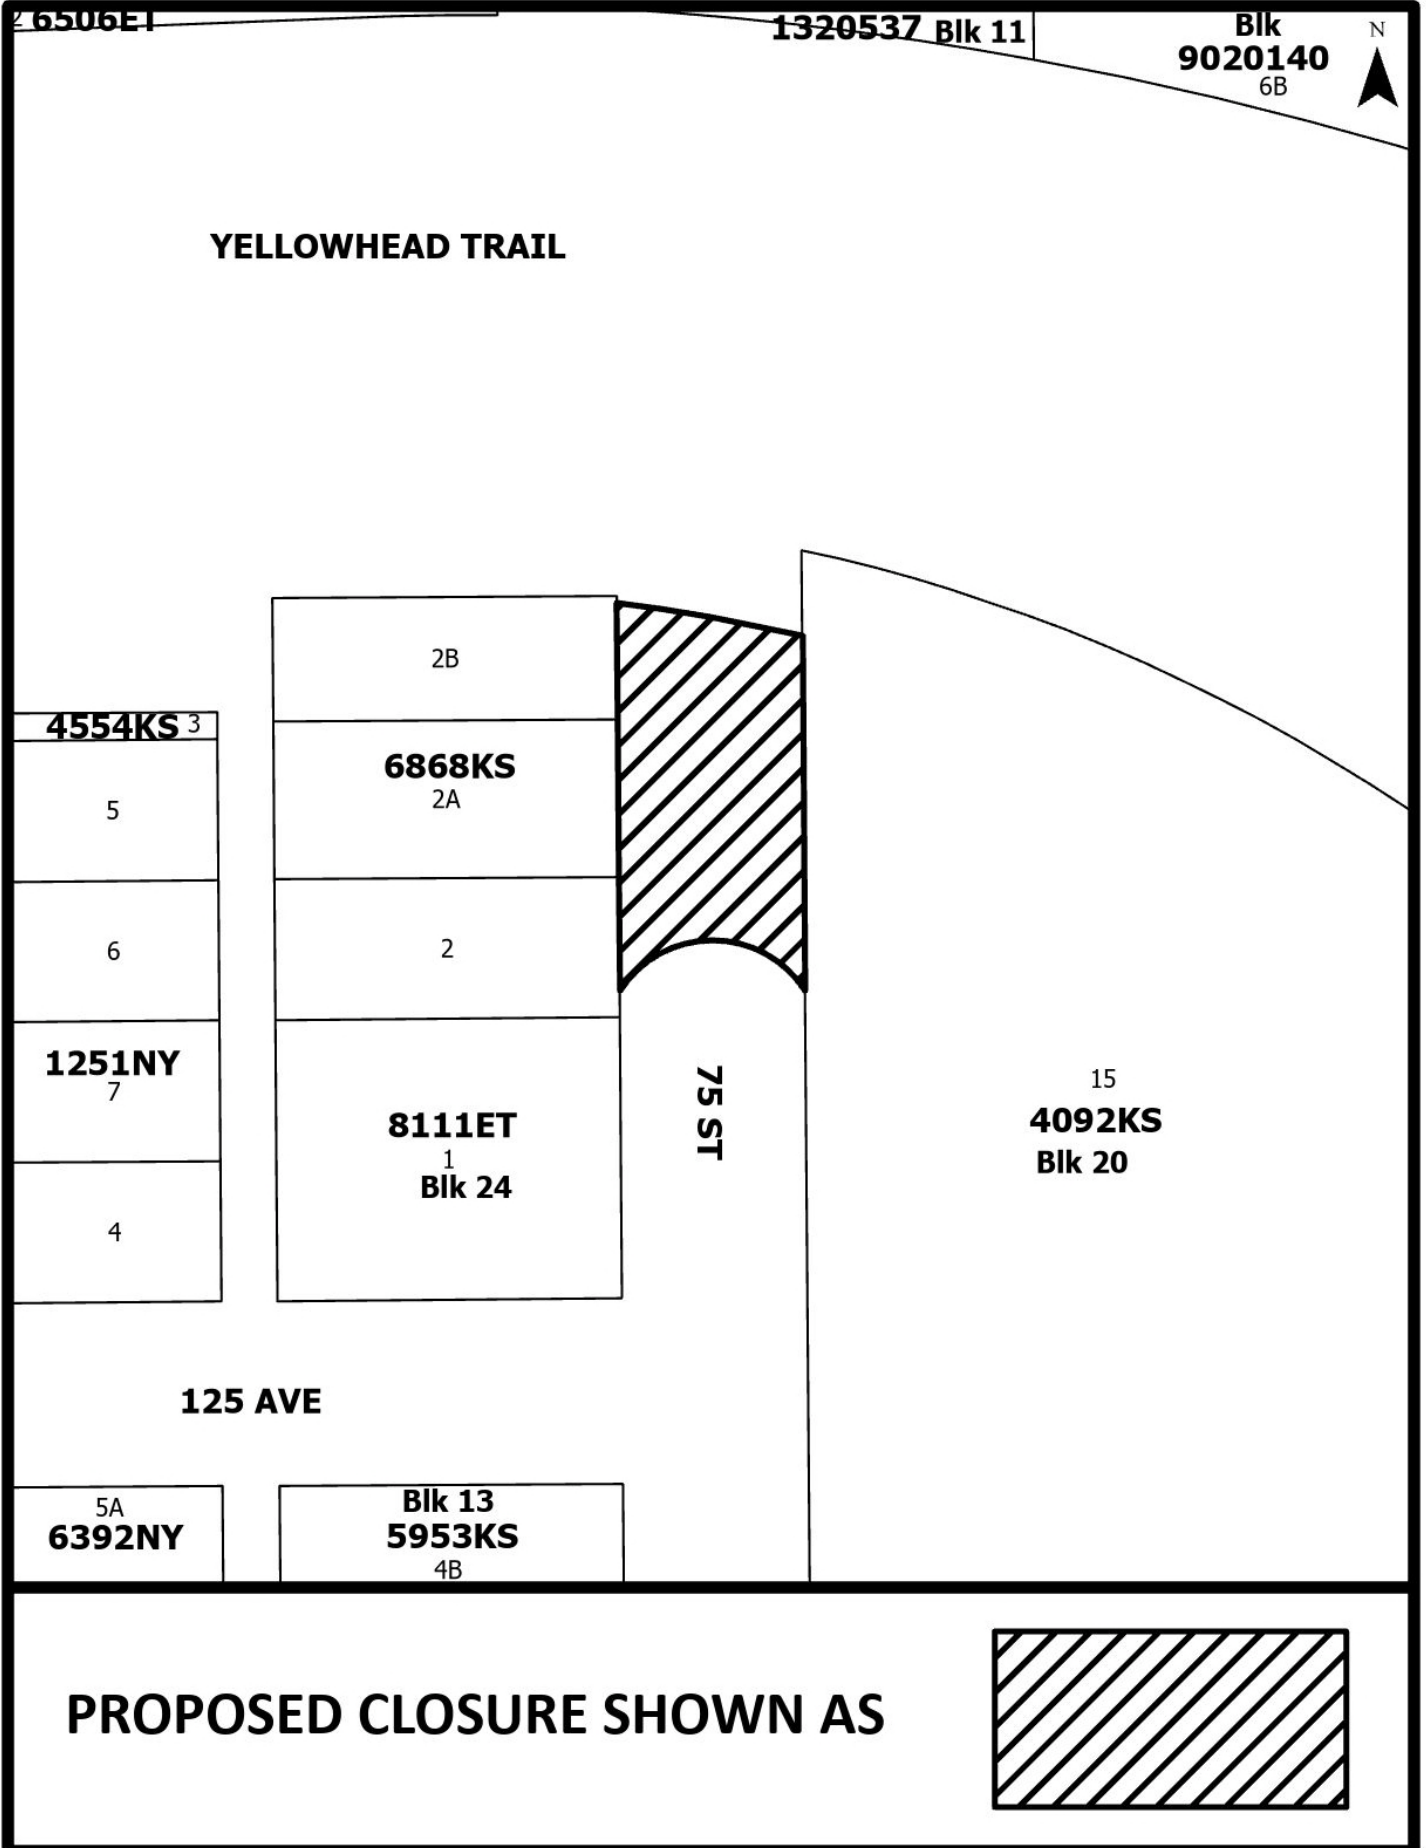 6506ET
1320537 Blk 11
Blk
9020140
6B
N
YELLOWHEAD TRAIL
2B
4554KS 3
6868KS
2A
5
6
2
1251NY
7
75 ST
15
4092KS
Blk 20
8111ET
1
Blk 24
4
125 AVE
5A
6392NY
Blk 13
5953KS
4B
PROPOSED CLOSURE SHOWN AS